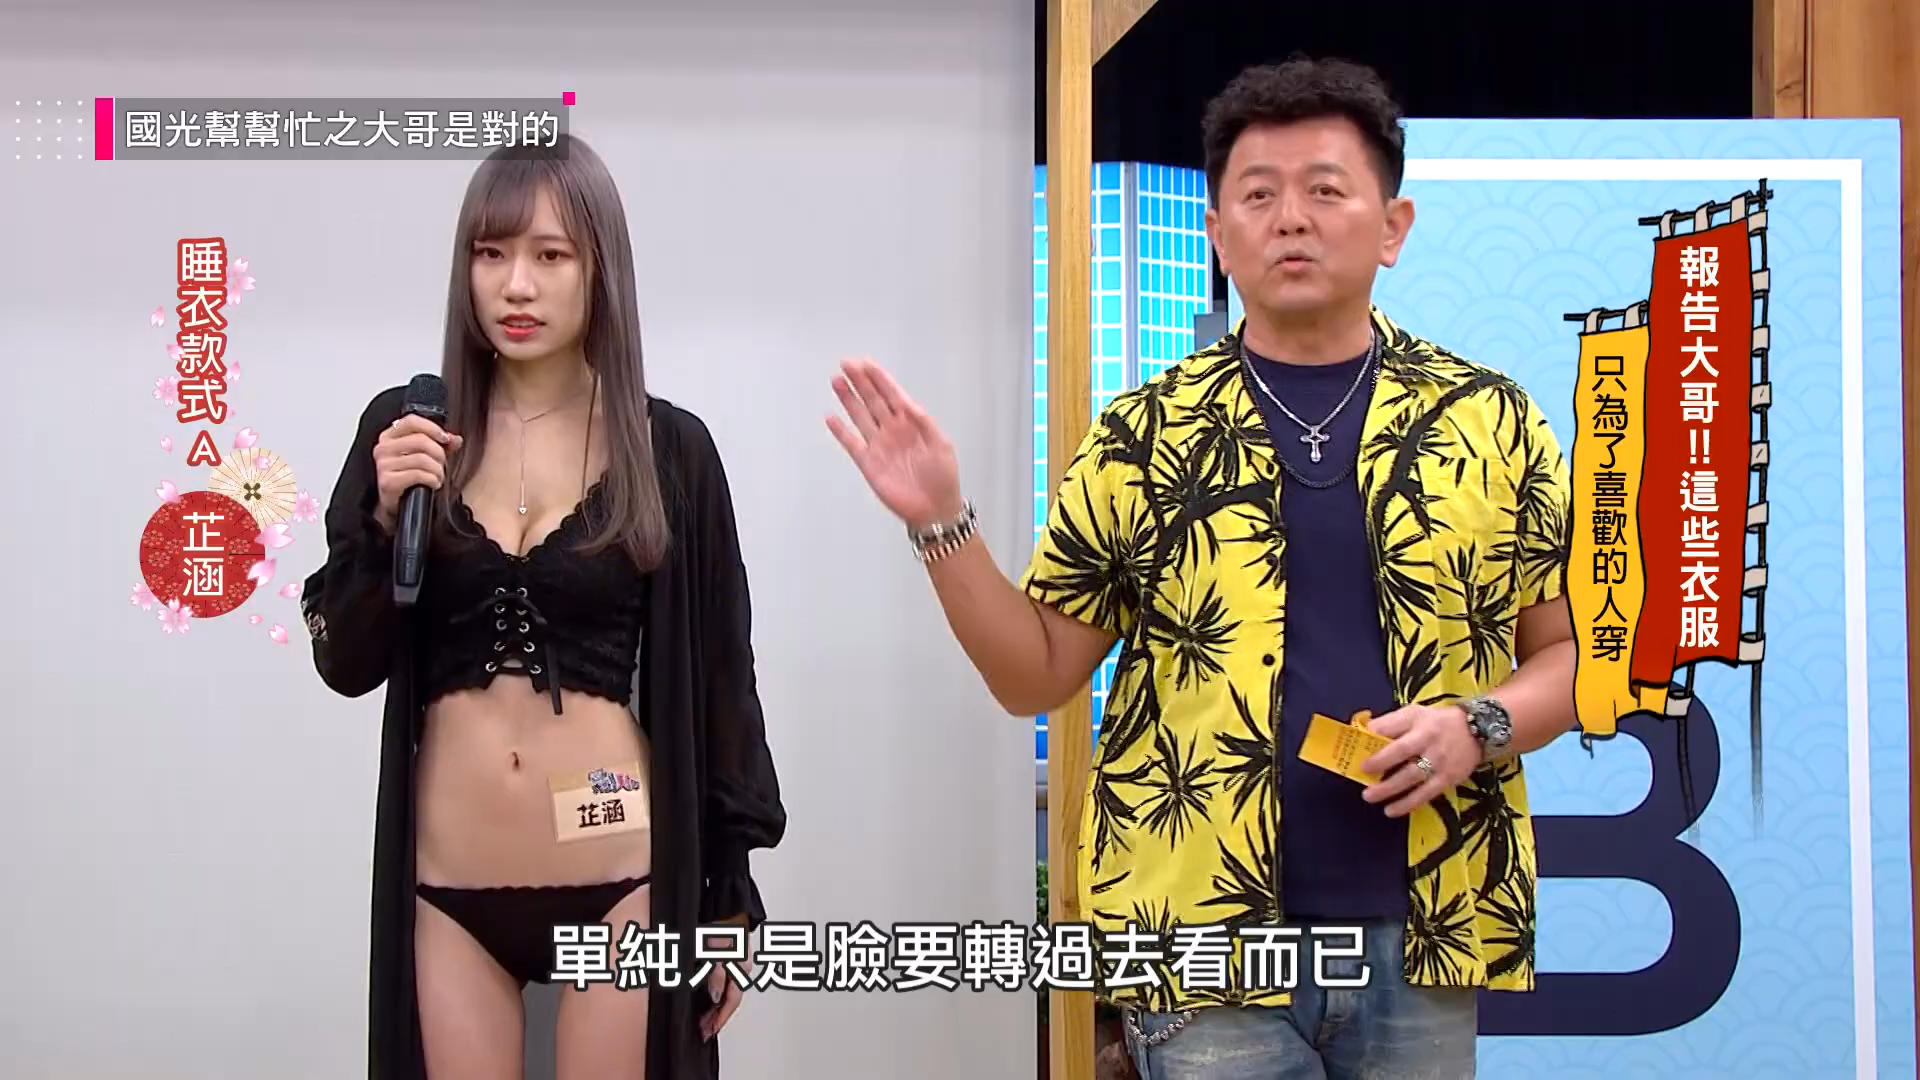 國光幫幫忙之大哥是對的
睡衣款式 A
芷涵
報告大哥!!這些衣服
只為了喜歡的人穿
芷涵
B
單純只是臉要轉過去看而已